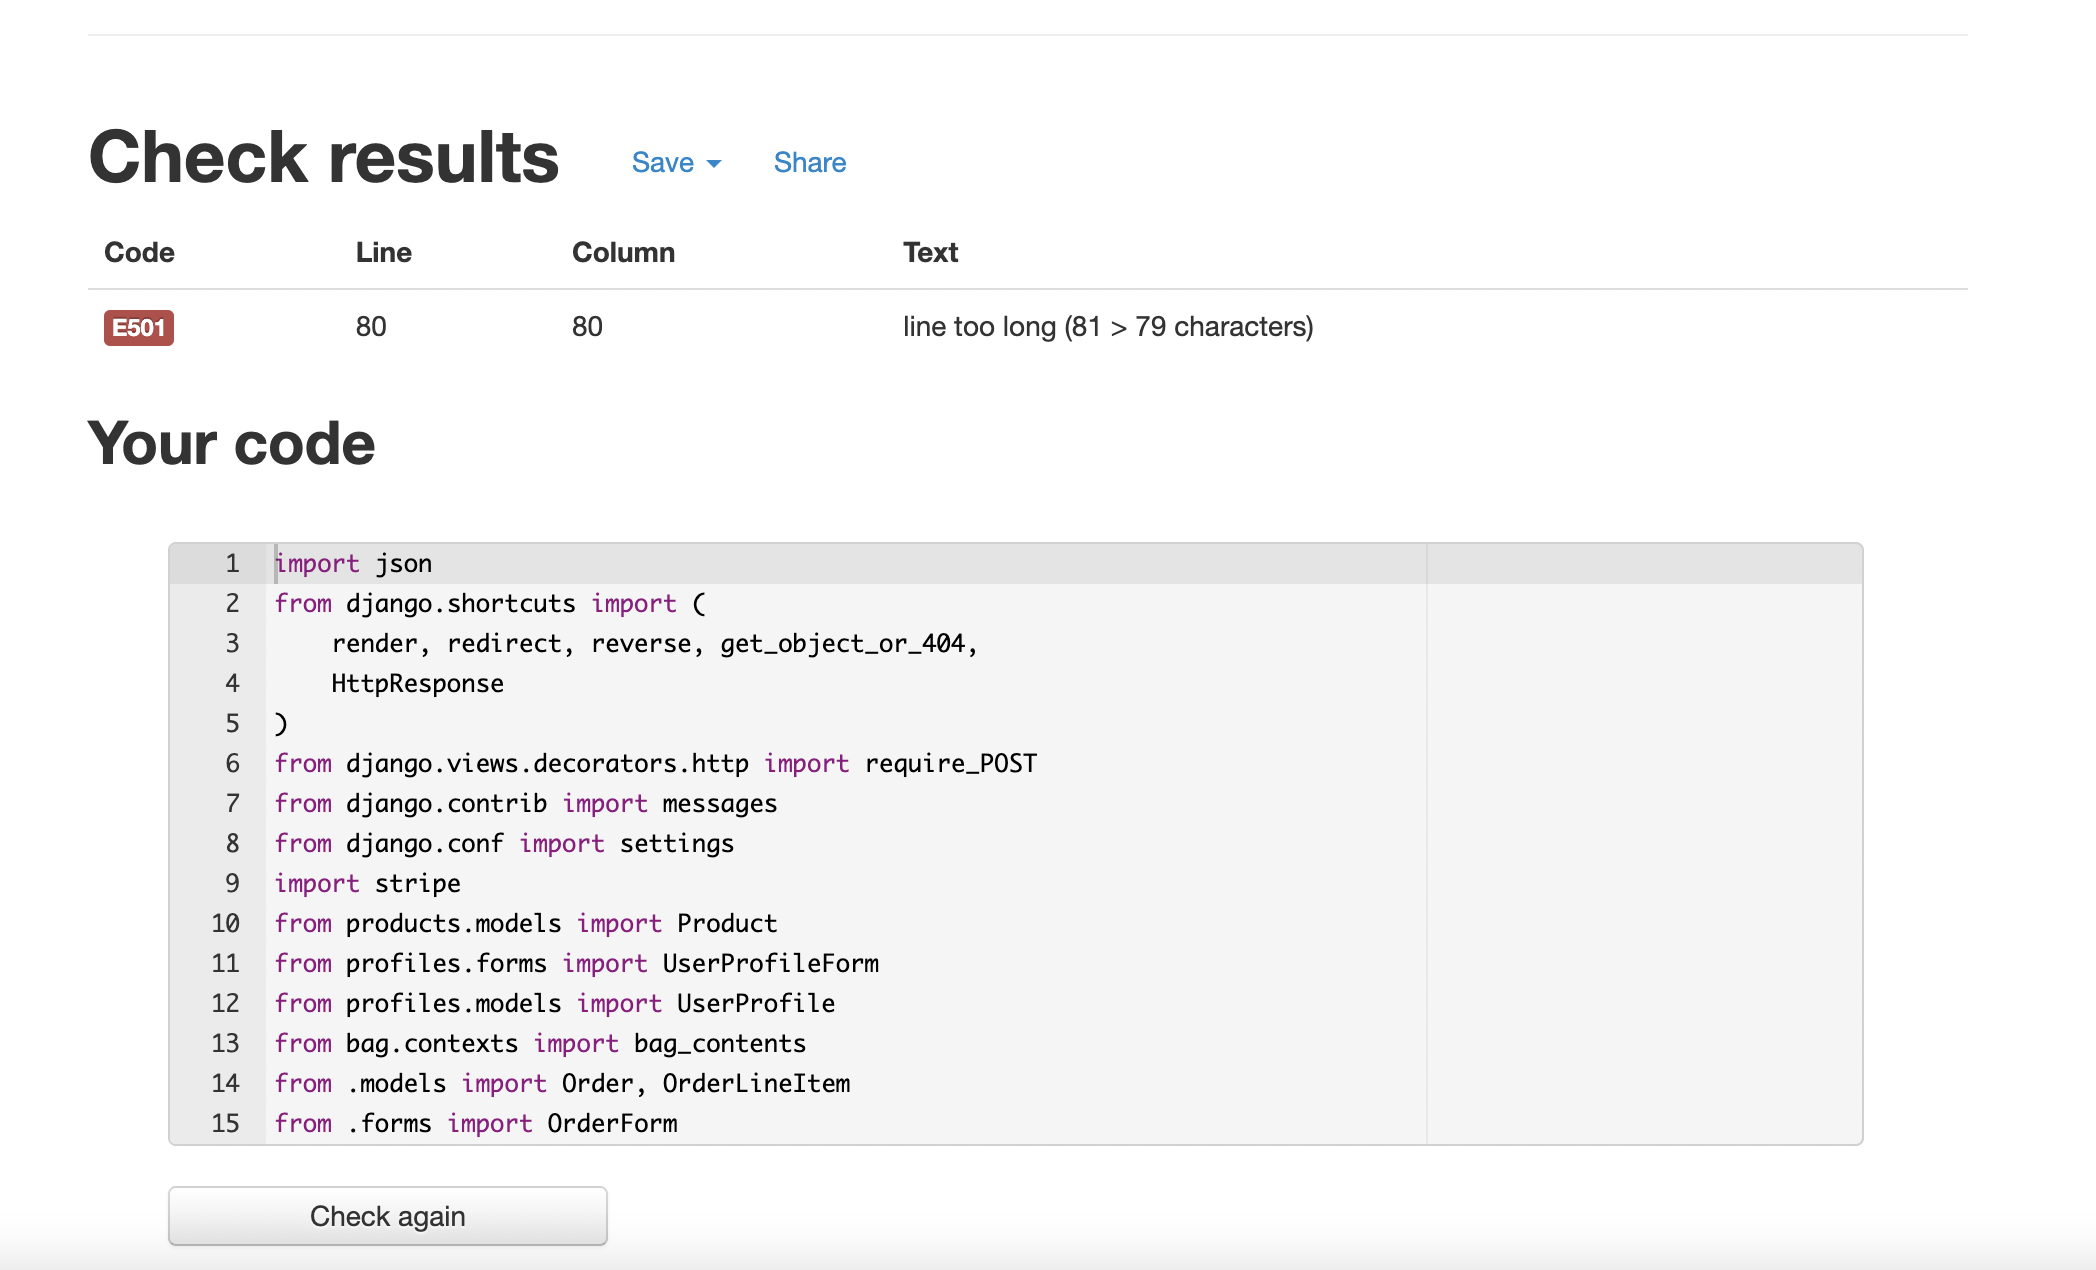 Check results Save Share
Code Line Column Text
E501 80 80 line too long (81 > 79 characters)
Your code
1 import json
2 from django.shortcuts import (
3     render, redirect, reverse, get_object_or_404,
4     HttpResponse
5 )
6 from django.views.decorators.http import require_POST
7 from django.contrib import messages
8 from django.conf import settings
9 import stripe
10 from products.models import Product
11 from profiles.forms import UserProfileForm
12 from profiles.models import UserProfile
13 from bag.contexts import bag_contents
14 from .models import Order, OrderLineItem
15 from .forms import OrderForm
Check again